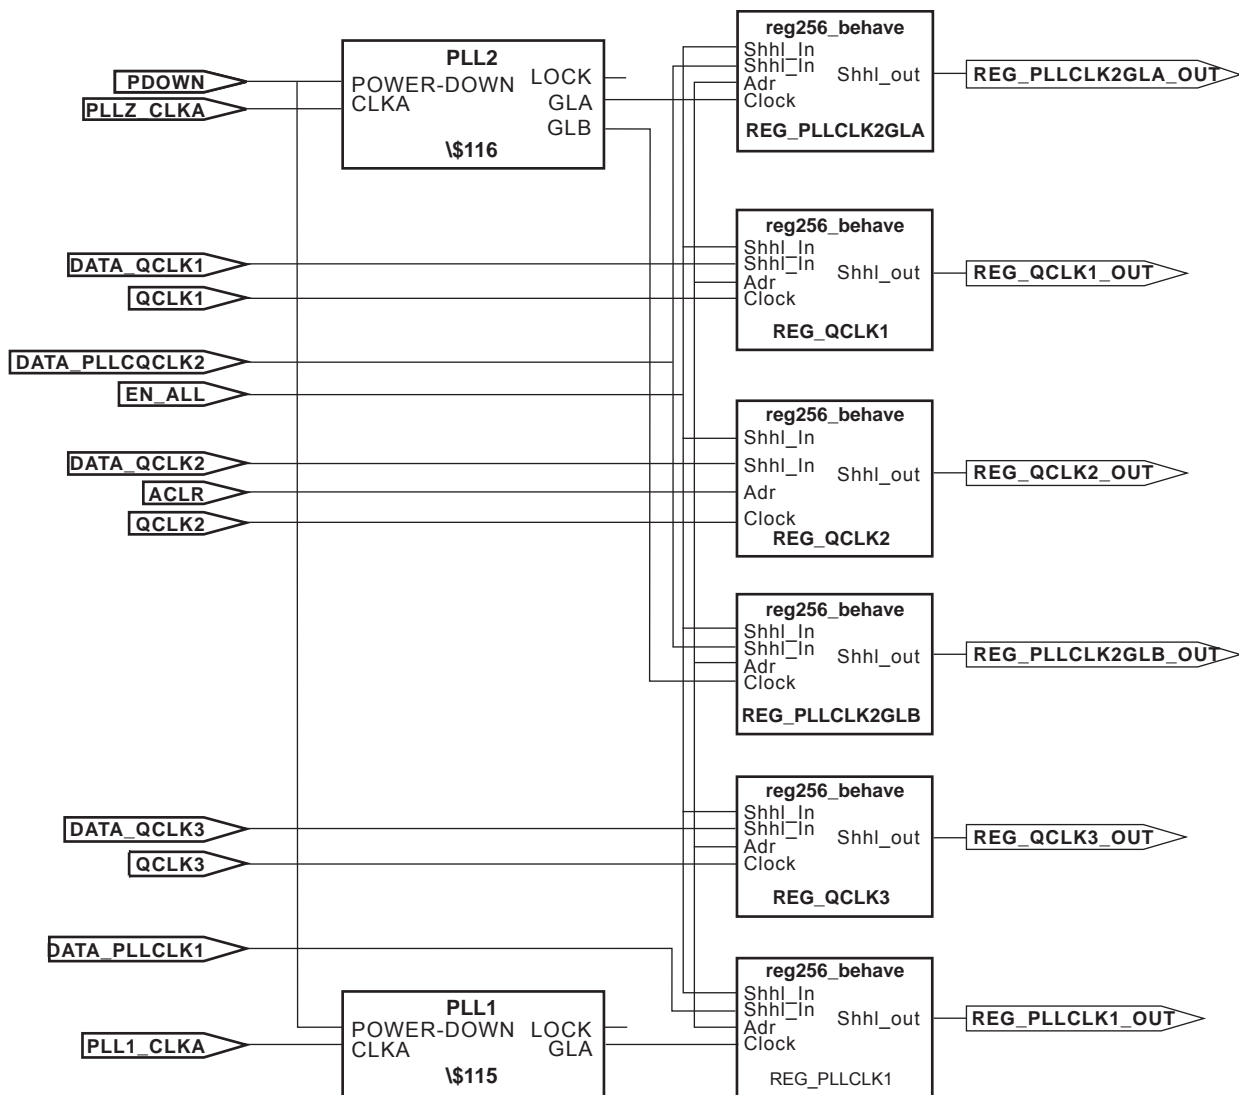 PDOWN
PLLZ_CLKA
PLL2
POWER-DOWN
CLKA
LOCK
GLA
GLB
\$116
reg256_behave
Shhl_In
Shhl_In
Adr
Clock
Shhl_out
REG_PLLCLK2GLA
REG_PLLCLK2GLA_OUT
DATA_QCLK1
QCLK1
reg256_behave
Shhl_In
Shhl_In
Adr
Clock
Shhl_out
REG_QCLK1
REG_QCLK1_OUT
DATA_PLLCQCLK2
EN_ALL
DATA_QCLK2
ACLR
QCLK2
reg256_behave
Shhl_In
Shhl_In
Adr
Clock
Shhl_out
REG_QCLK2
REG_QCLK2_OUT
reg256_behave
Shhl_In
Shhl_In
Adr
Clock
Shhl_out
REG_PLLCLK2GLB
REG_PLLCLK2GLB_OUT
DATA_QCLK3
QCLK3
reg256_behave
Shhl_In
Shhl_In
Adr
Clock
Shhl_out
REG_QCLK3
REG_QCLK3_OUT
DATA_PLLCLK1
PLL1_CLKA
PLL1
POWER-DOWN
CLKA
LOCK
GLA
\$115
reg256_behave
Shhl_In
Shhl_In
Adr
Clock
Shhl_out
REG_PLLCLK1
REG_PLLCLK1_OUT